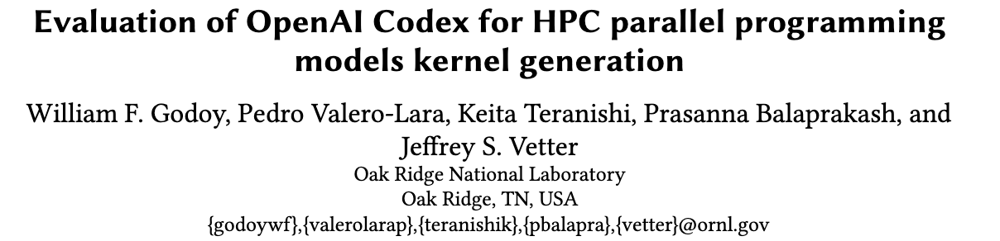 Evaluation of OpenAI Codex for HPC parallel programming
models kernel generation
William F. Godoy, Pedro Valero-Lara, Keita Teranishi, Prasanna Balaprakash, and
Jeffrey S. Vetter
Oak Ridge National Laboratory
Oak Ridge, TN, USA
{godoywf},{valerolarap},{teranishik},{pbalapra},{vetter}@ornl.gov